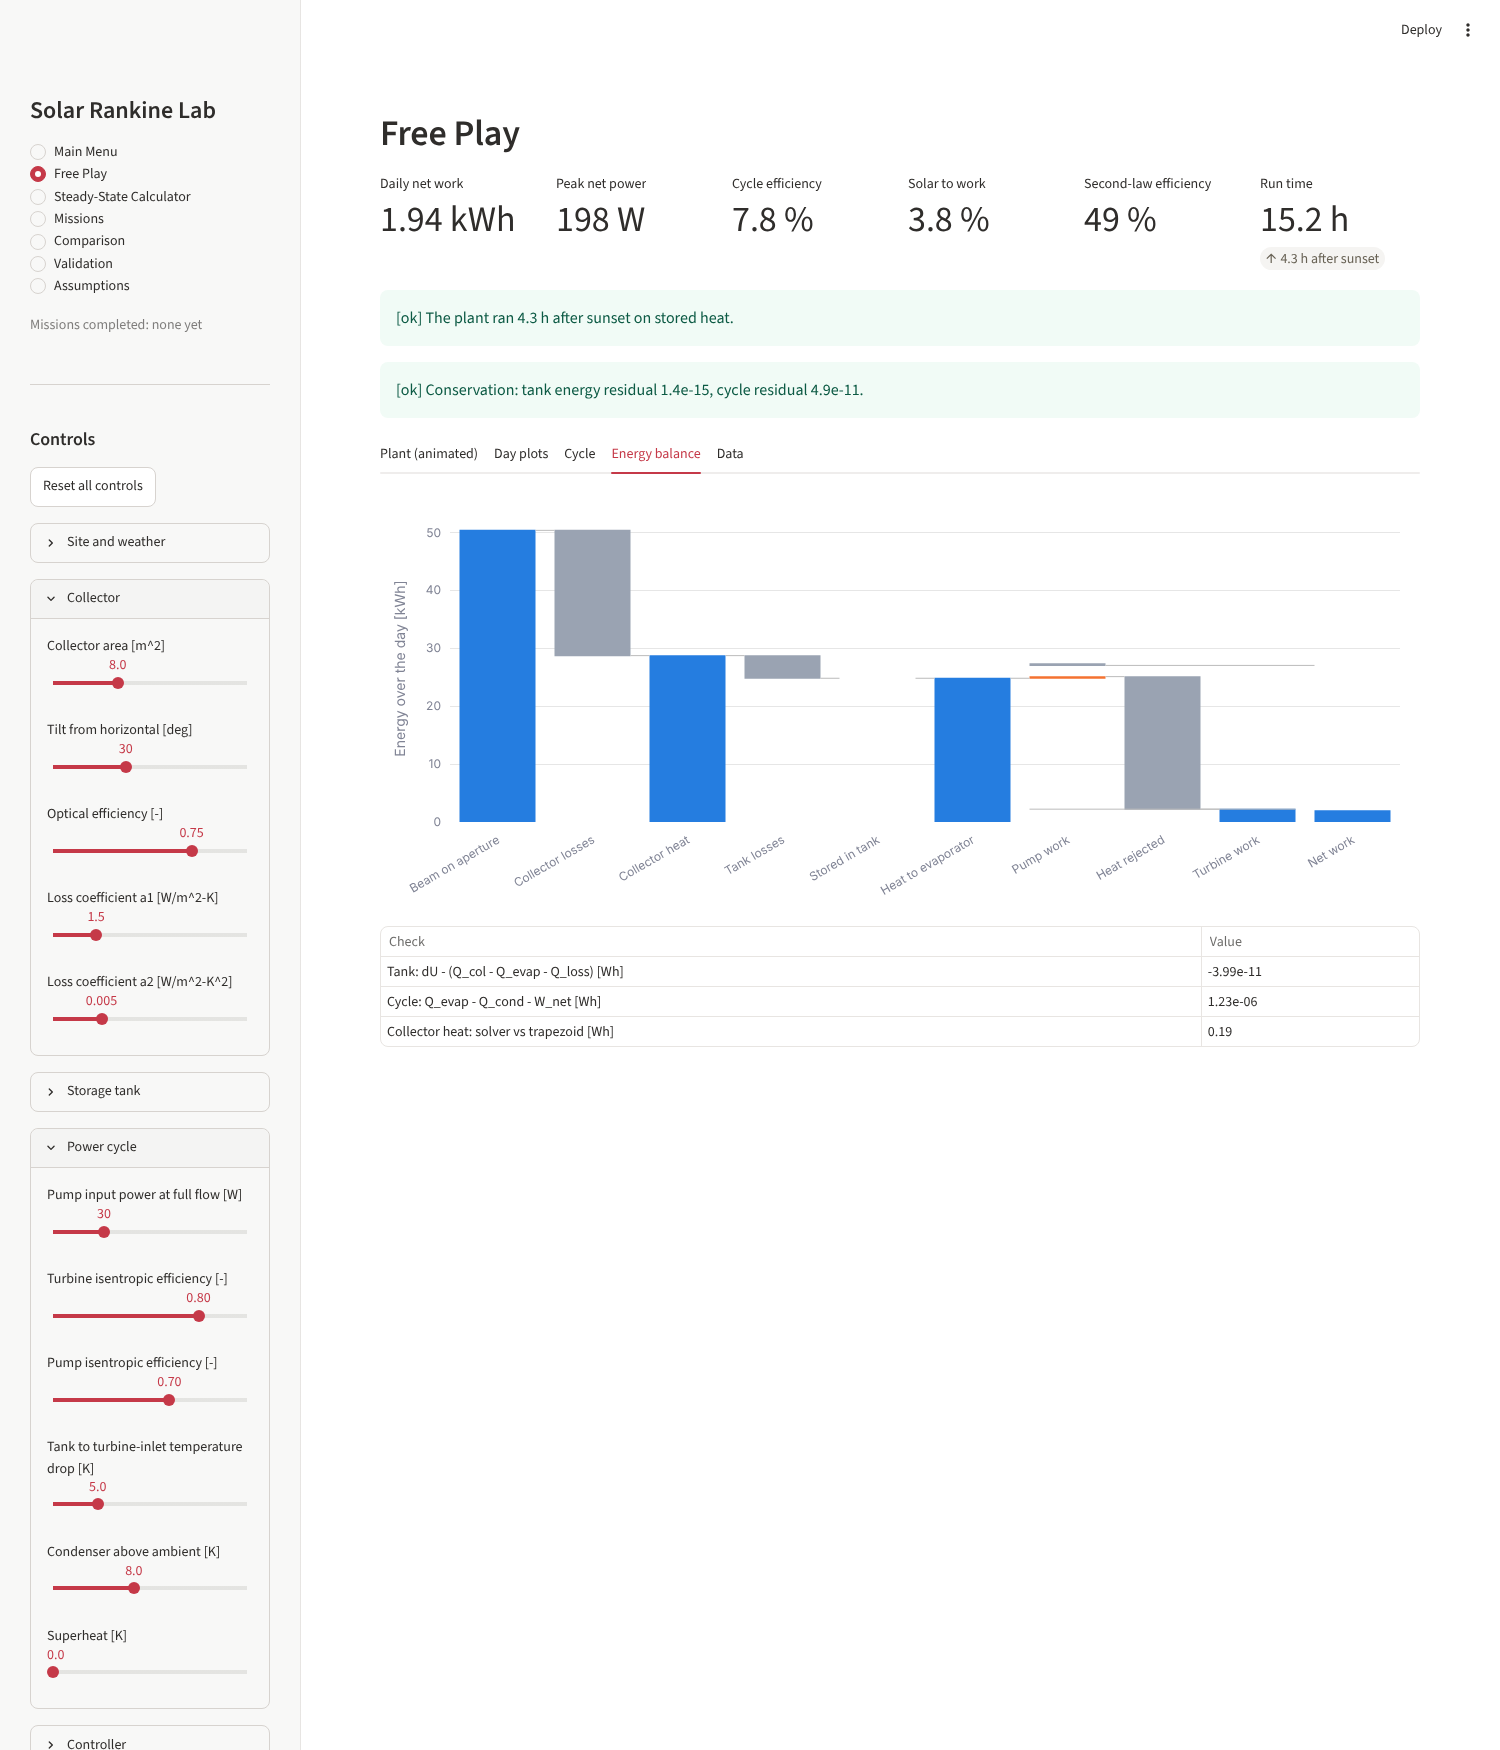 Deploy
Solar Rankine Lab
Main Menu
Free Play
Steady-State Calculator
Missions
Comparison
Validation
Assumptions
Missions completed: none yet
Controls
Reset all controls
Site and weather
Collector
Collector area [m^2]
8.0
Tilt from horizontal [deg]
30
Optical efficiency [-]
0.75
Loss coefficient a1 [W/m^2-K]
1.5
Loss coefficient a2 [W/m^2-K^2]
0.005
Storage tank
Power cycle
Pump input power at full flow [W]
30
Turbine isentropic efficiency [-]
0.80
Pump isentropic efficiency [-]
0.70
Tank to turbine-inlet temperature
drop [K]
5.0
Condenser above ambient [K]
8.0
Superheat [K]
0.0
Controller
Free Play
Daily net work
1.94 kWh
Peak net power
198 W
Cycle efficiency
7.8 %
Solar to work
3.8 %
Second-law efficiency
49 %
Run time
15.2 h
↑ 4.3 h after sunset
[ok] The plant ran 4.3 h after sunset on stored heat.
[ok] Conservation: tank energy residual 1.4e-15, cycle residual 4.9e-11.
Plant (animated) Day plots Cycle Energy balance Data
Energy over the day [kWh]
50
40
30
20
10
0
Beam on aperture
Collector losses
Collector heat
Tank losses
Stored in tank
Heat to evaporator
Pump work
Heat rejected
Turbine work
Net work
Check Value
Tank: dU - (Q_col - Q_evap - Q_loss) [Wh] -3.99e-11
Cycle: Q_evap - Q_cond - W_net [Wh] 1.23e-06
Collector heat: solver vs trapezoid [Wh] 0.19